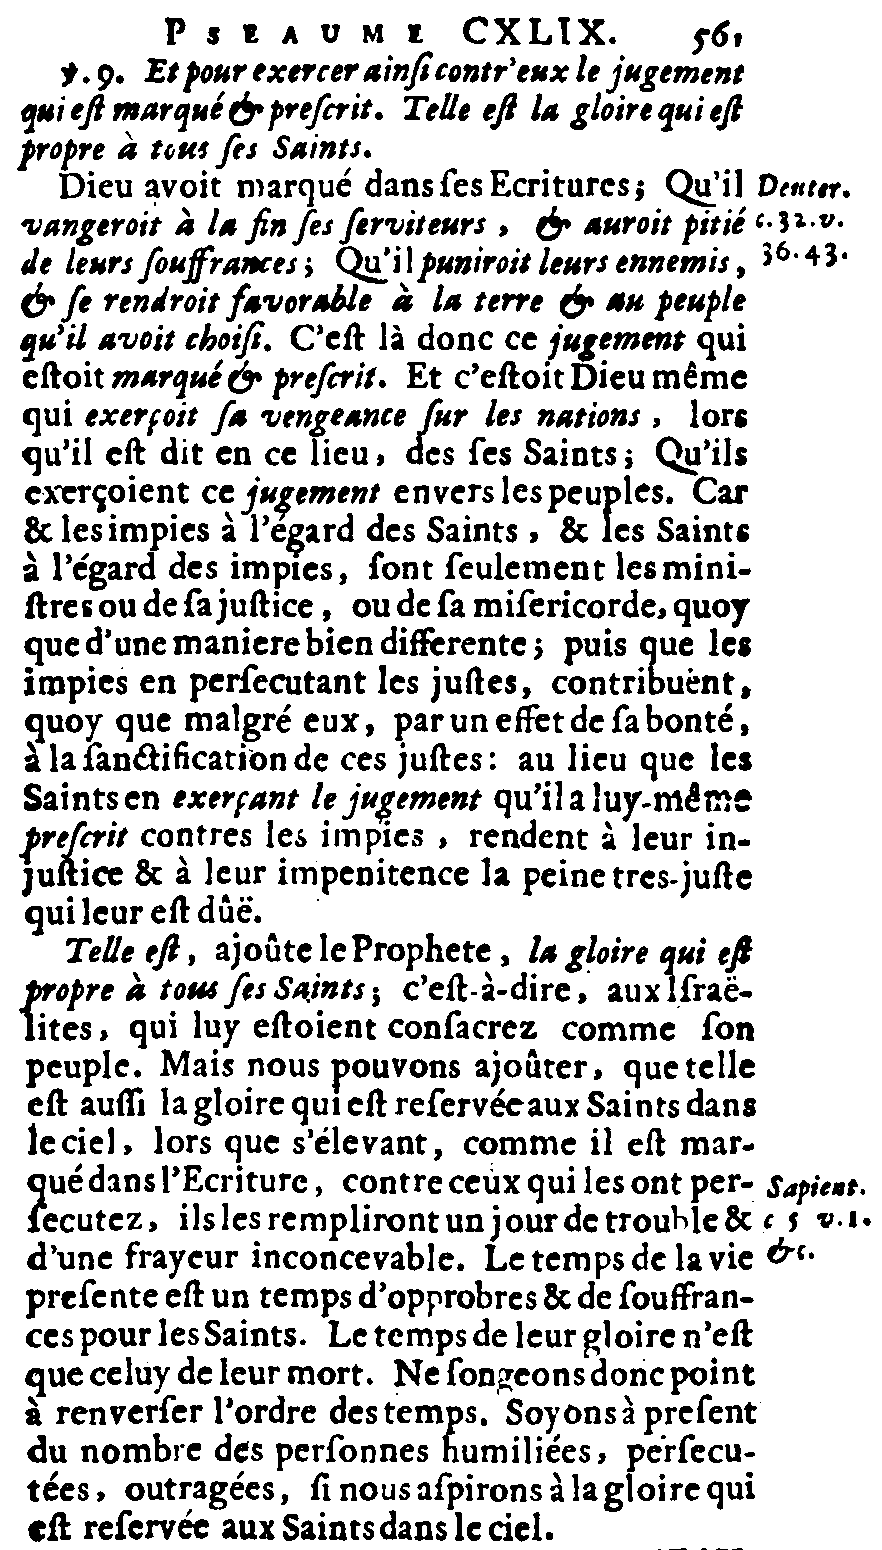 PSEAUME CXLIX. 561
℣. 9. Et pour exercer ainſi contr'eux le jugement
qui eſt marqué & preſcrit. Telle eſt la gloire qui eſt
propre à tous ſes Saints.
Dieu avoit marqué dans ſes Ecritures; Qu'il
vangeroit à la fin ſes ſerviteurs, & auroit pitié
de leurs ſouffrances; Qu'il puniroit leurs ennemis,
& ſe rendroit favorable à la terre & au peuple
qu'il avoit choiſi. C'eſt là donc ce jugement qui
eſtoit marqué & preſcrit. Et c'eſtoit Dieu même
qui exerçoit ſa vengeance ſur les nations, lors
qu'il eſt dit en ce lieu, des ſes Saints; Qu'ils
exerçoient ce jugement envers les peuples. Car
& les impies à l'égard des Saints, & les Saints
à l'égard des impies, ſont ſeulement les mini-
ſtres ou de ſa juſtice, ou de ſa miſericorde, quoy
que d'une maniere bien differente; puis que les
impies en perſecutant les juſtes, contribuënt,
quoy que malgré eux, par un effet de ſa bonté,
à la ſanctification de ces juſtes: au lieu que les
Saints en exerçant le jugement qu'il a luy-même
preſcrit contres les impies, rendent à leur in-
juſtice & à leur impenitence la peine tres-juſte
qui leur eſt dûë.
Telle eſt, ajoûte le Prophete, la gloire qui eſt
propre à tous ſes Saints; c'eſt-à-dire, aux Iſraë-
lites, qui luy eſtoient conſacrez comme ſon
peuple. Mais nous pouvons ajoûter, que telle
eſt auſſi la gloire qui eſt reſervée aux Saints dans
le ciel, lors que s'élevant, comme il eſt mar-
qué dans l'Ecriture, contre ceux qui les ont per-
ſecutez, ils les rempliront un jour de trouble &
d'une frayeur inconcevable. Le temps de la vie
preſente eſt un temps d'opprobres & de ſouffran-
ces pour les Saints. Le temps de leur gloire n'eſt
que celuy de leur mort. Ne ſongeons donc point
à renverſer l'ordre des temps. Soyons à preſent
du nombre des perſonnes humiliées, perſecu-
tées, outragées, ſi nous aſpirons à la gloire qui
eſt reſervée aux Saints dans le ciel.
Deuter.
c. 32. v.
36. 43.
Sapient.
c 5 v. 1.
&c.